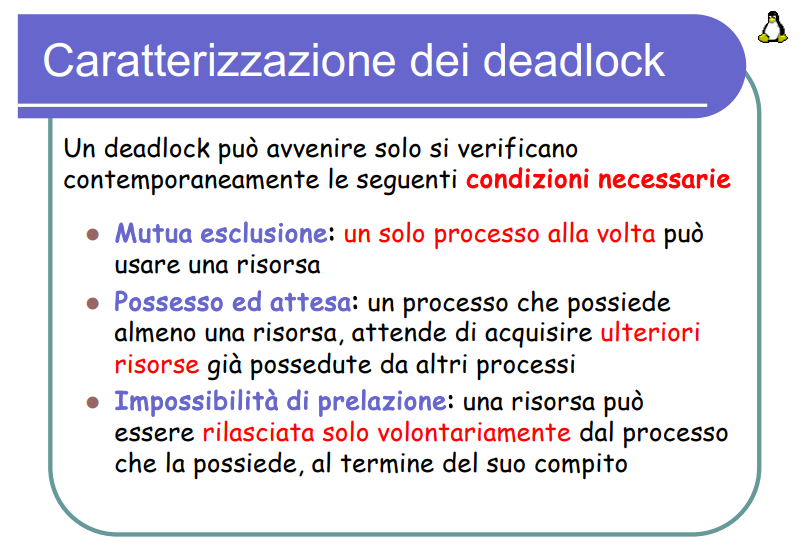 Caratterizzazione dei deadlock
Un deadlock può avvenire solo si verificano
contemporaneamente le seguenti condizioni necessarie
Mutua esclusione: un solo processo alla volta può
usare una risorsa
Possesso ed attesa: un processo che possiede
almeno una risorsa, attende di acquisire ulteriori
risorse già possedute da altri processi
Impossibilità di prelazione: una risorsa può
essere rilasciata solo volontariamente dal processo
che la possiede, al termine del suo compito